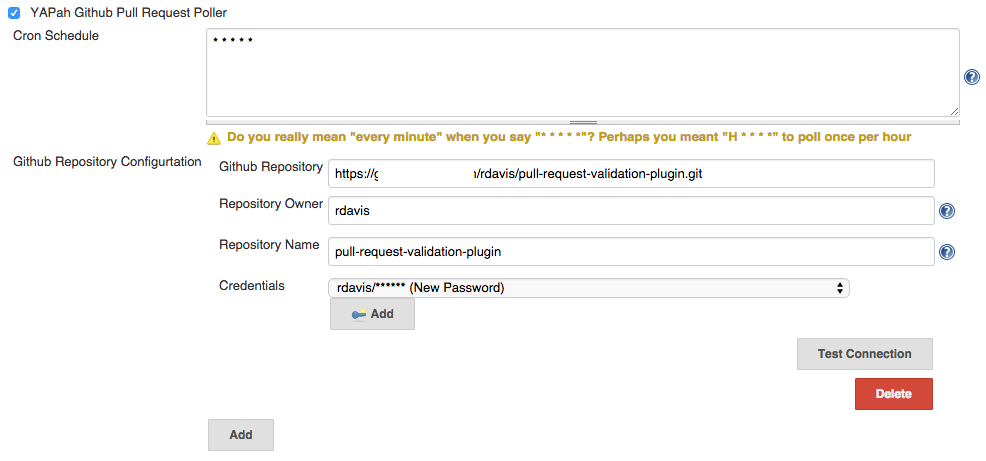 YAPah Github Pull Request Poller
Cron Schedule
* * * * *
Do you really mean "every minute" when you say "* * * * *"? Perhaps you meant "H * * * *" to poll once per hour
Github Repository Configurtation
Github Repository
https:// /rdavis/pull-request-validation-plugin.git
Repository Owner
rdavis
Repository Name
pull-request-validation-plugin
Credentials
rdavis/****** (New Password)
Add
Test Connection
Delete
Add